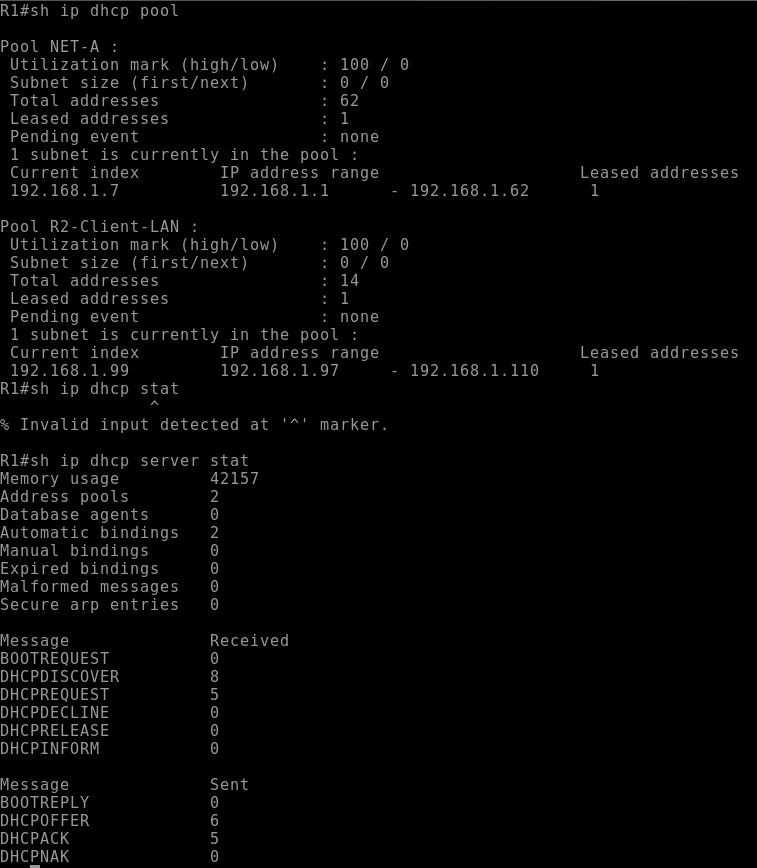 R1#sh ip dhcp pool
Pool NET-A :
 Utilization mark (high/low)    : 100 / 0
 Subnet size (first/next)       : 0 / 0
 Total addresses                : 62
 Leased addresses               : 1
 Pending event                  : none
 1 subnet is currently in the pool :
 Current index        IP address range                    Leased addresses
 192.168.1.7          192.168.1.1      - 192.168.1.62      1
Pool R2-Client-LAN :
 Utilization mark (high/low)    : 100 / 0
 Subnet size (first/next)       : 0 / 0
 Total addresses                : 14
 Leased addresses               : 1
 Pending event                  : none
 1 subnet is currently in the pool :
 Current index        IP address range                    Leased addresses
 192.168.1.99         192.168.1.97     - 192.168.1.110     1
R1#sh ip dhcp stat
               ^
% Invalid input detected at '^' marker.
R1#sh ip dhcp server stat
Memory usage         42157
Address pools        2
Database agents      0
Automatic bindings   2
Manual bindings      0
Expired bindings     0
Malformed messages   0
Secure arp entries   0
Message              Received
BOOTREQUEST          0
DHCPDISCOVER         8
DHCPREQUEST          5
DHCPDECLINE          0
DHCPRELEASE          0
DHCPINFORM           0
Message              Sent
BOOTREPLY            0
DHCPOFFER            6
DHCPACK              5
DHCPNAK              0